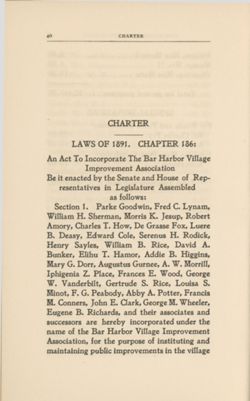 40 CHARTER
CHARTER
LAWS OF 1891. CHAPTER 186:
An Act To Incorporate The Bar Harbor Village
Improvement Association
Be it enacted by the Senate and House of Rep-
resentatives in Legislature Assembled
as follows:
Section 1. Parke Goodwin, Fred C. Lynam,
William H. Sherman, Morris K. Jesup, Robert
Amory, Charles T. How, De Grasse Fox, Luere
B. Deasy, Edward Cole, Serenus H. Rodick,
Henry Sayles, William B. Rice, David A.
Bunker, Elihu T. Hamor, Addie B. Higgins,
Mary G. Dorr, Augustus Gurnee, A. W. Morrill,
Iphigenia Z. Place, Frances E. Wood, George
W. Vanderbilt, Gertrude S. Rice, Louisa S.
Minot, F. G. Peabody, Abby A. Potter, Francis
M. Conners, John E. Clark, George M. Wheeler,
Eugene B. Richards, and their associates and
successors are hereby incorporated under the
name of the Bar Harbor Village Improvement
Association, for the purpose of instituting and
maintaining public improvements in the village